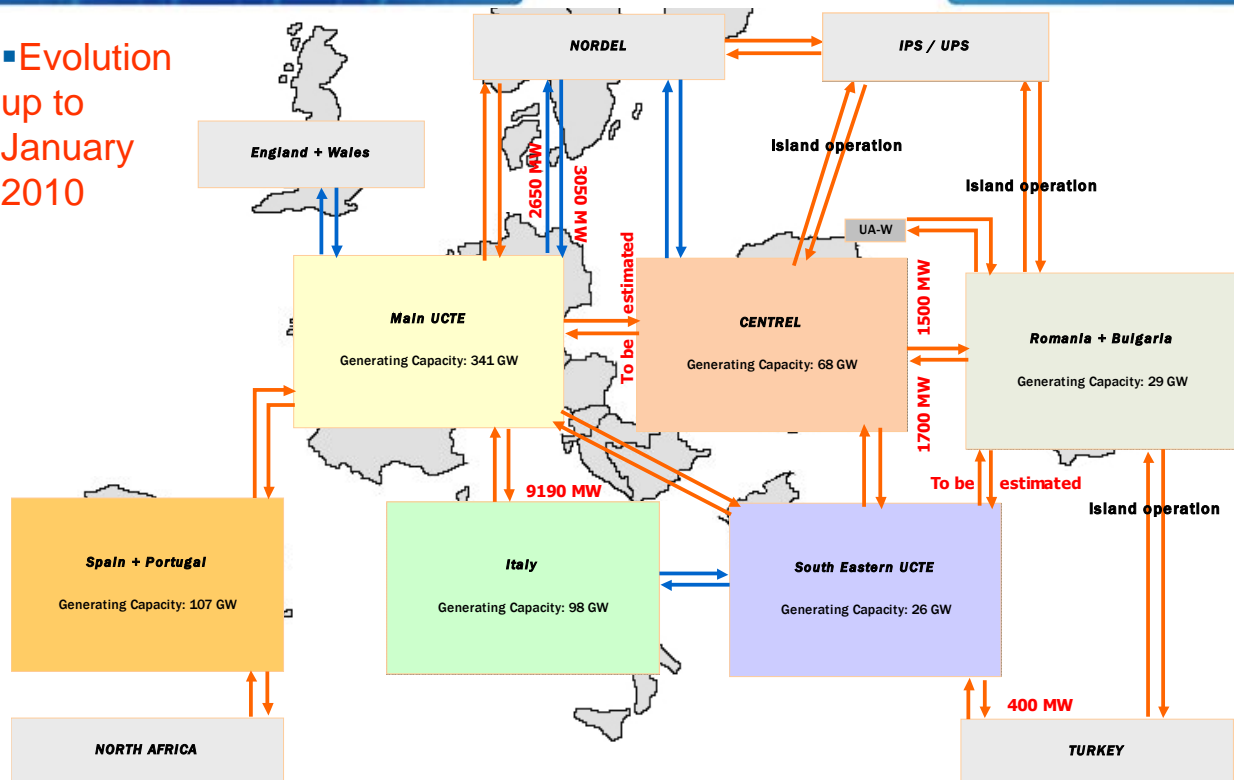 ▪Evolution
up to
January
2010
NORDEL
IPS / UPS
England + Wales
Island operation
Island operation
2650 MW
3050 MW
UA-W
Main UCTE
Generating Capacity: 341 GW
To be estimated
CENTREL
Generating Capacity: 68 GW
1500 MW
1700 MW
Romania + Bulgaria
Generating Capacity: 29 GW
9190 MW
To be estimated
Island operation
Spain + Portugal
Generating Capacity: 107 GW
Italy
Generating Capacity: 98 GW
South Eastern UCTE
Generating Capacity: 26 GW
400 MW
NORTH AFRICA
TURKEY